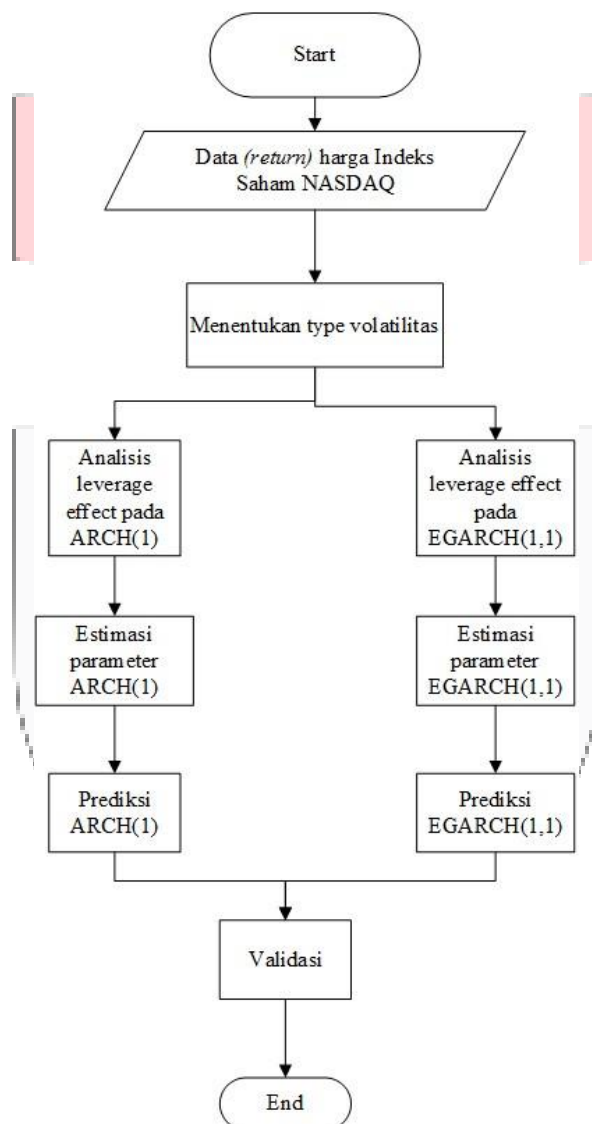 Start
Data (return) harga Indeks
Saham NASDAQ
Menentukan type volatilitas
Analisis
leverage
effect pada
ARCH(1)
Analisis
leverage effect
pada
EGARCH(1,1)
Estimasi
parameter
ARCH(1)
Estimasi
parameter
EGARCH(1,1)
Prediksi
ARCH(1)
Prediksi
EGARCH(1,1)
Validasi
End